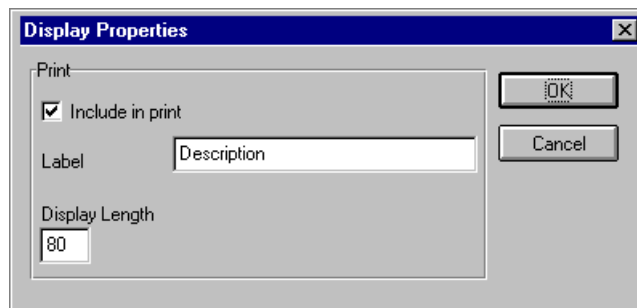 Display Properties
Print
Include in print
OK
Label
Description
Cancel
Display Length
80